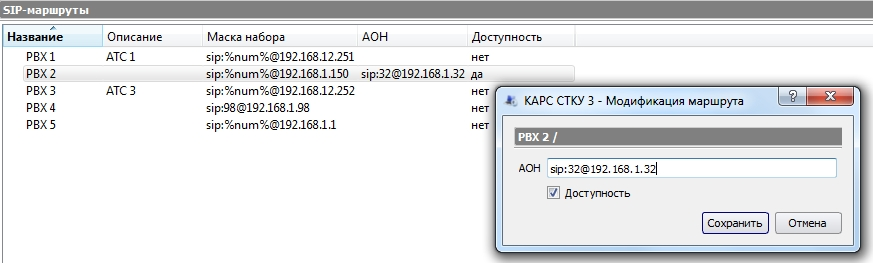 SIP-маршруты
Название Описание Маска набора АОН Доступность
PBX 1 АТС 1 sip:%num%@192.168.12.251 нет
PBX 2 sip:%num%@192.168.1.150 sip:32@192.168.1.32 да
PBX 3 АТС 3 sip:%num%@192.168.12.252 нет
PBX 4 sip:98@192.168.1.98 нет
PBX 5 sip:%num%@192.168.1.1 нет
КАРС СТКУ 3 - Модификация маршрута
PBX 2 /
АОН sip:32@192.168.1.32
Доступность
Сохранить Отмена